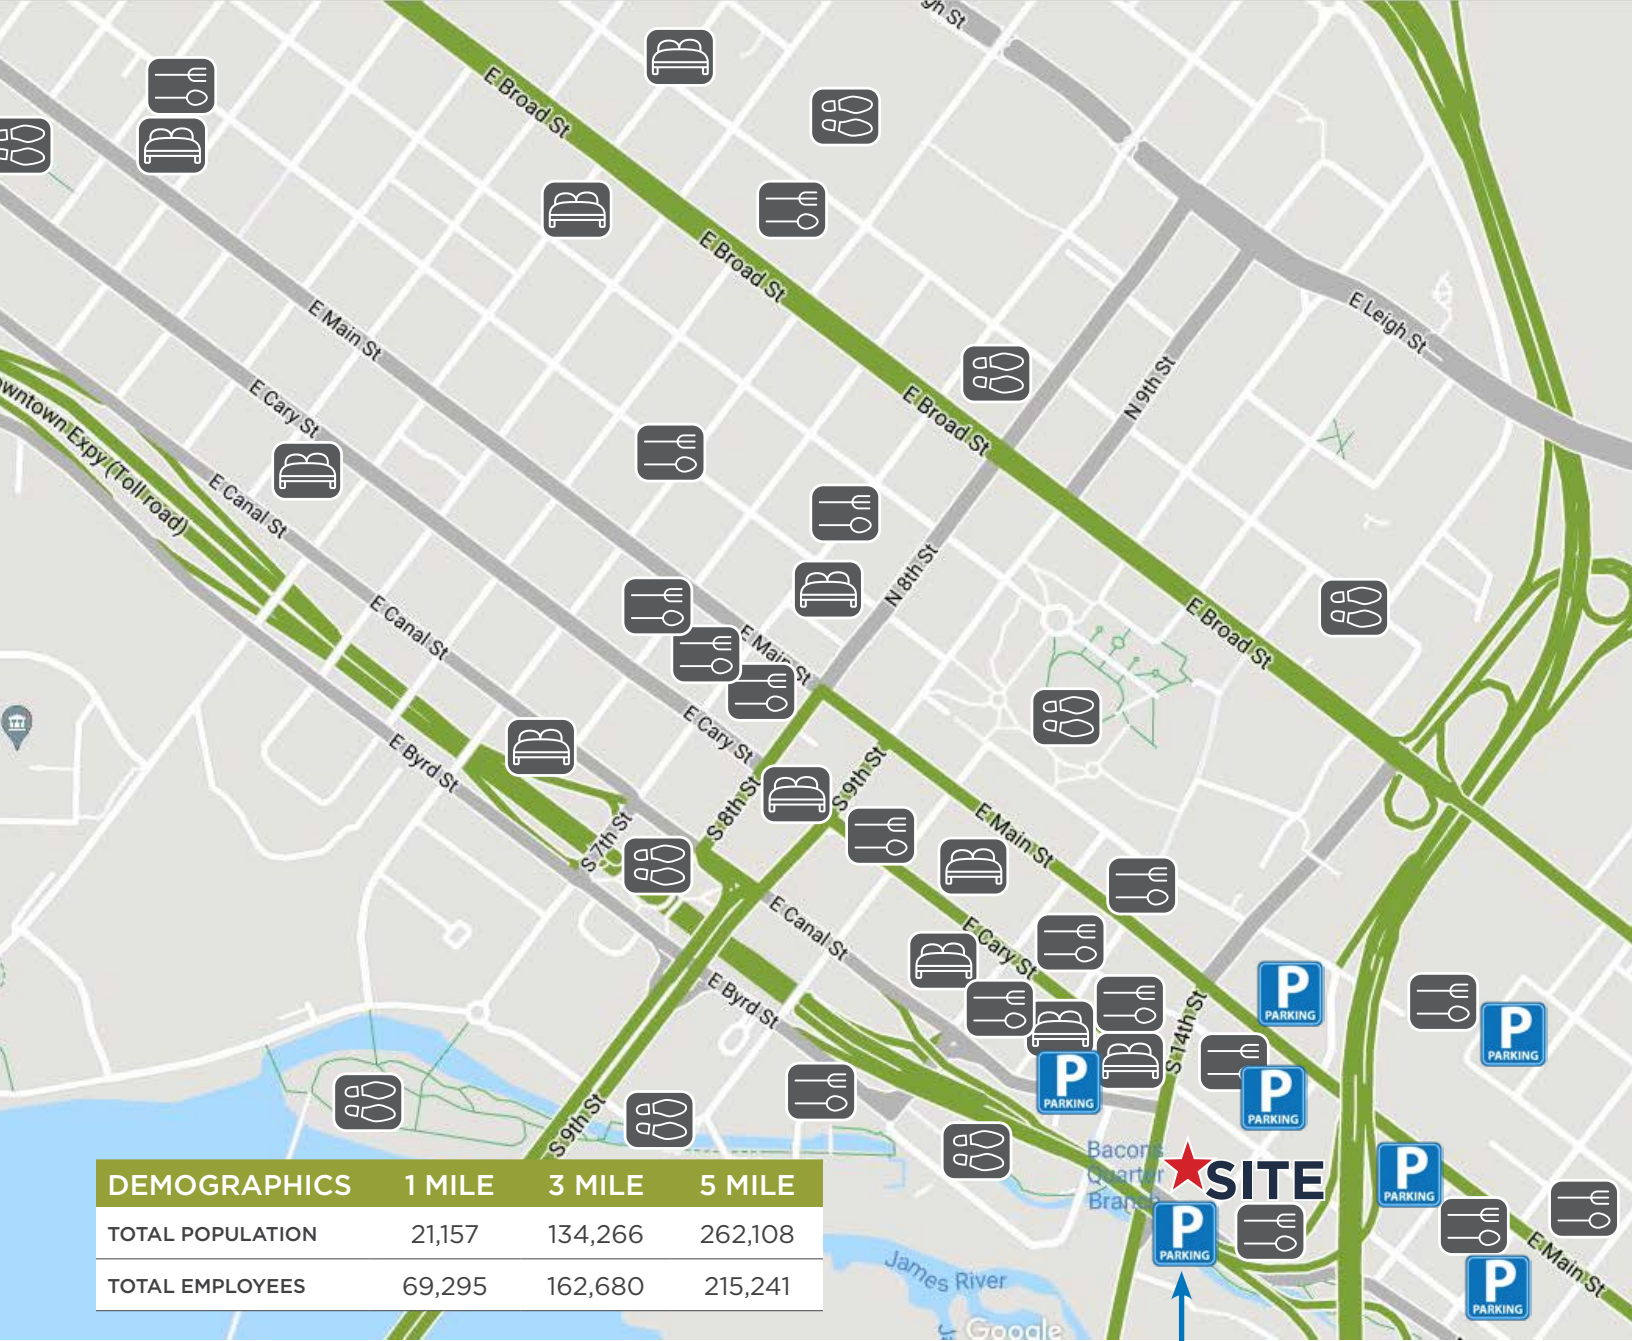 gh St
E Broad St
E Broad St
E Main St
E Leigh St
N 9th St
E Cary St
E Broad St
owntown Expy (Toll road)
E Canal St
N 8th St
E Canal St
E Main St
E Broad St
E Cary St
E Byrd St
S 9th St
S 8th St
S 7th St
E Main St
E Canal St
E Cary St
E Byrd St
S 14th St
P
PARKING
P
PARKING
P
PARKING
P
PARKING
S 9th St
Bacons
Quarter
Branch
SITE
P
PARKING
P
PARKING
E Main St
P
PARKING
James River
Google
DEMOGRAPHICS 1 MILE 3 MILE 5 MILE
TOTAL POPULATION 21,157 134,266 262,108
TOTAL EMPLOYEES 69,295 162,680 215,241